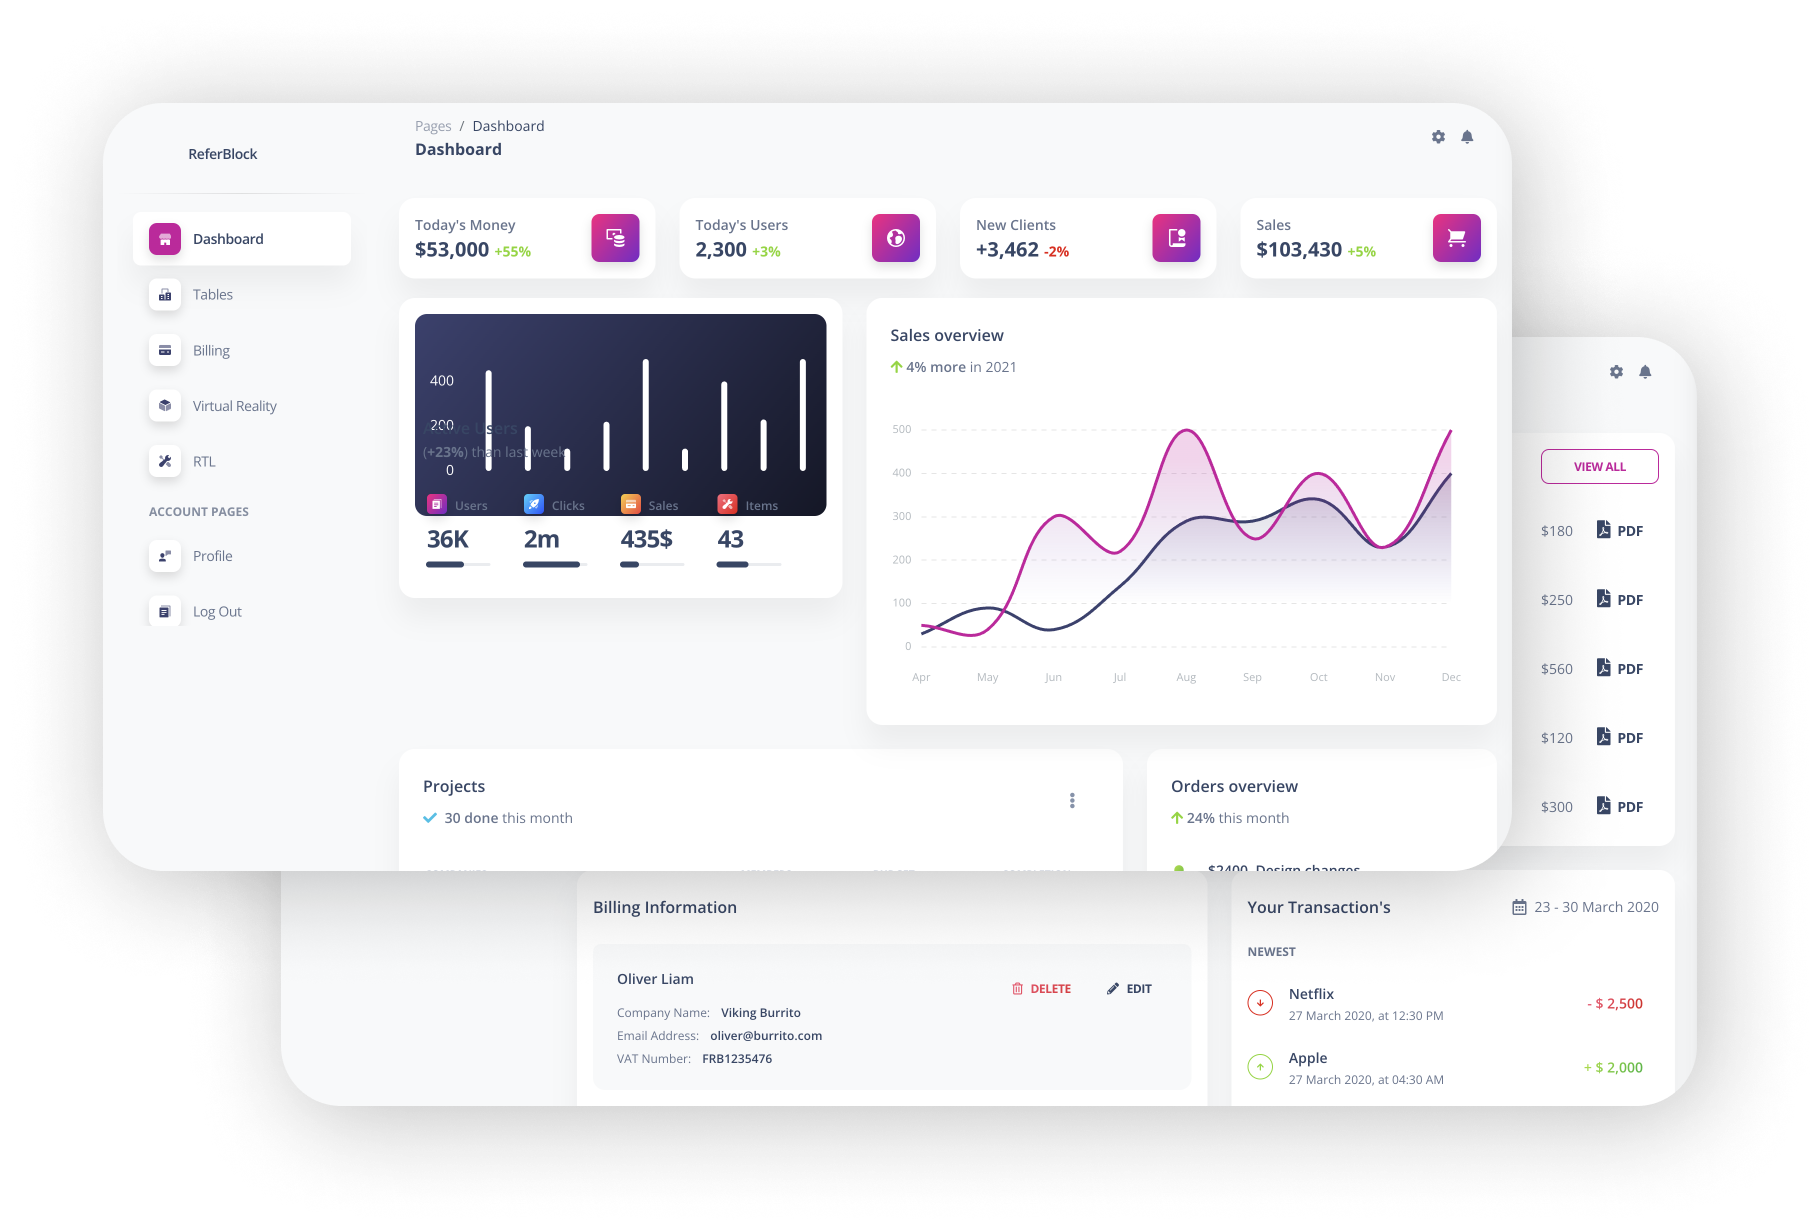 ReferBlock
Dashboard
Tables
Billing
Virtual Reality
RTL
ACCOUNT PAGES
Profile
Log Out
Pages / Dashboard
Dashboard
Today's Money
$53,000 +55%
Today's Users
2,300 +3%
New Clients
+3,462 -2%
Sales
$103,430 +5%
400
200
0
Active Users
(+23%) than last week
Users
36K
Clicks
2m
Sales
435$
Items
43
Sales overview
4% more in 2021
500
400
300
200
100
0
Apr May Jun Jul Aug Sep Oct Nov Dec
Projects
30 done this month
Orders overview
24% this month
$2400, Design changes
VIEW ALL
$180 PDF
$250 PDF
$560 PDF
$120 PDF
$300 PDF
Billing Information
Oliver Liam
DELETE EDIT
Company Name: Viking Burrito
Email Address: oliver@burrito.com
VAT Number: FRB1235476
Your Transaction's
23 - 30 March 2020
NEWEST
Netflix
27 March 2020, at 12:30 PM
- $ 2,500
Apple
27 March 2020, at 04:30 AM
+ $ 2,000